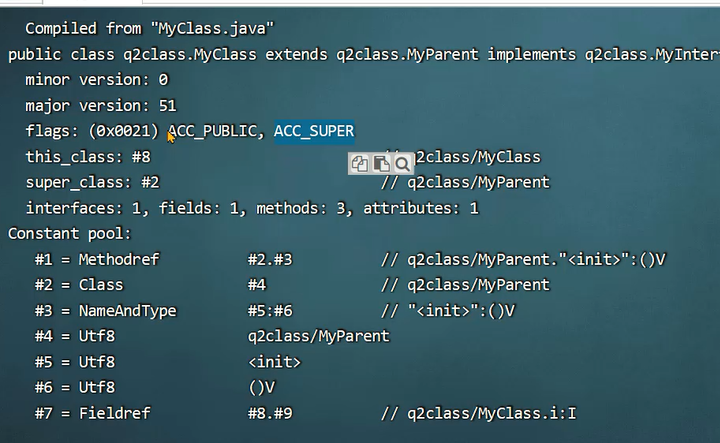 Compiled from "MyClass.java"
public class q2class.MyClass extends q2class.MyParent implements q2class.MyInter
minor version: 0
major version: 51
flags: (0x0021) ACC_PUBLIC, ACC_SUPER
this_class: #8 // q2class/MyClass
super_class: #2 // q2class/MyParent
interfaces: 1, fields: 1, methods: 3, attributes: 1
Constant pool:
#1 = Methodref #2.#3 // q2class/MyParent."<init>":()V
#2 = Class #4 // q2class/MyParent
#3 = NameAndType #5:#6 // "<init>":()V
#4 = Utf8 q2class/MyParent
#5 = Utf8 <init>
#6 = Utf8 ()V
#7 = Fieldref #8.#9 // q2class/MyClass.i:I